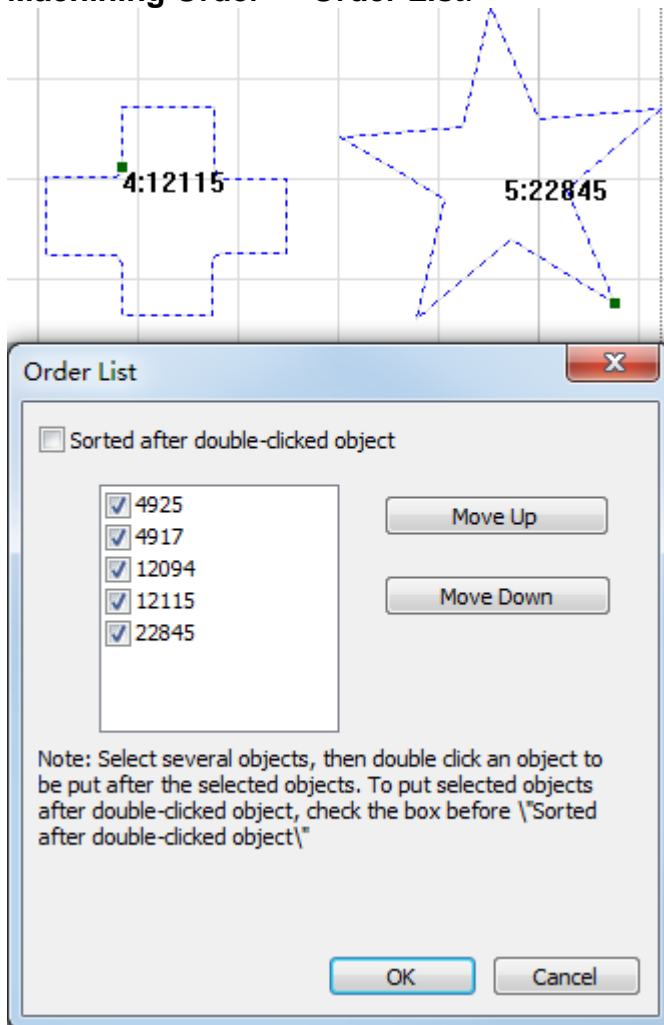 4:12115
5:22845
Order List
Sorted after double-clicked object
4925
4917
12094
12115
22845
Move Up
Move Down
Note: Select several objects, then double click an object to
be put after the selected objects. To put selected objects
after double-clicked object, check the box before \"Sorted
after double-clicked object\"
OK
Cancel